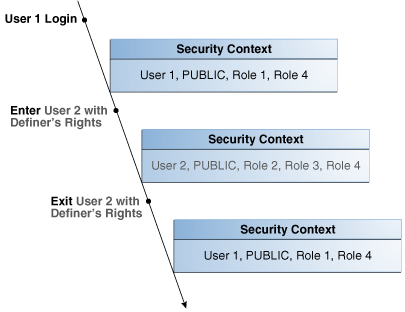 User 1 Login
Security Context
User 1, PUBLIC, Role 1, Role 4
Enter User 2 with
Definer's Rights
Security Context
User 2, PUBLIC, Role 2, Role 3, Role 4
Exit User 2 with
Definer's Rights
Security Context
User 1, PUBLIC, Role 1, Role 4